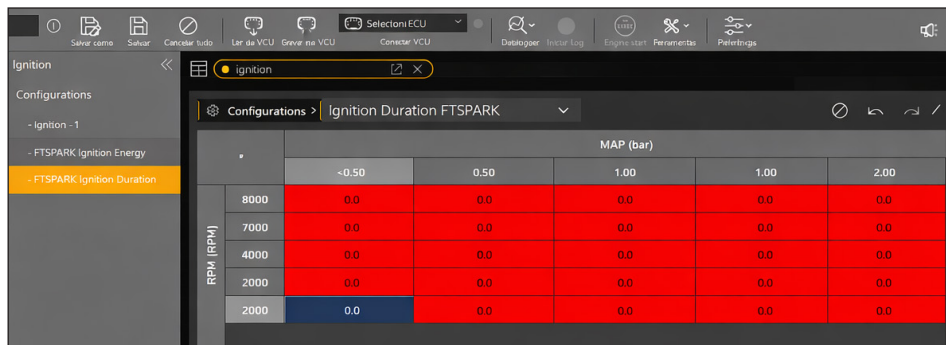 Selectoni ECU
Salvar como Salvar Cancelar tudo Ler da VCU Gravar no VCU Conectar VCU Datalogger Iniciar Log Engine start Ferramentas
Ignition
ignition
Configurations
Configurations > Ignition Duration FTSPARK
- Ignition - 1
- FTSPARK Ignition Energy
- FTSPARK Ignition Duration
MAP (bar)
<0.50 0.50 1.00 1.00 2.00
RPM [RPM]
8000 0.0 0.0 0.0 0.0 0.0
7000 0.0 0.0 0.0 0.0 0.0
4000 0.0 0.0 0.0 0.0 0.0
2000 0.0 0.0 0.0 0.0 0.0
2000 0.0 0.0 0.0 0.0 0.0